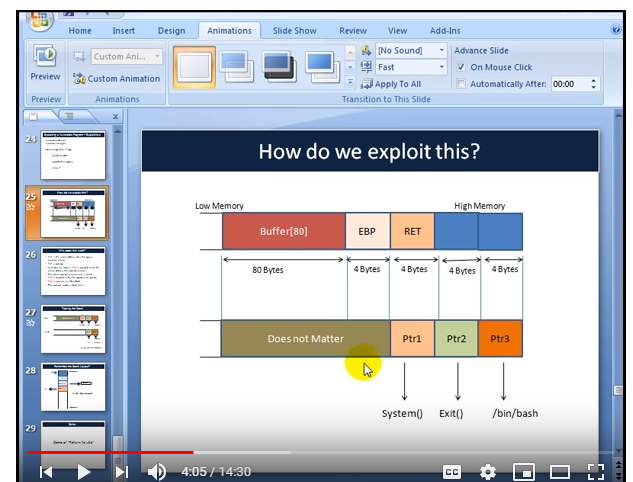 Home Insert Design Animations Slide Show Review View Add-Ins
Preview
Custom Ani...
Custom Animation
[No Sound]
Fast
Apply To All
Advance Slide
On Mouse Click
Automatically After: 00:00
Preview Animations Transition to This Slide
24
25
26
27
28
29
How do we exploit this?
Low Memory High Memory
Buffer[80] EBP RET
80 Bytes 4 Bytes 4 Bytes 4 Bytes 4 Bytes
Does not Matter Ptr1 Ptr2 Ptr3
System() Exit() /bin/bash
4:05 / 14:30
CC